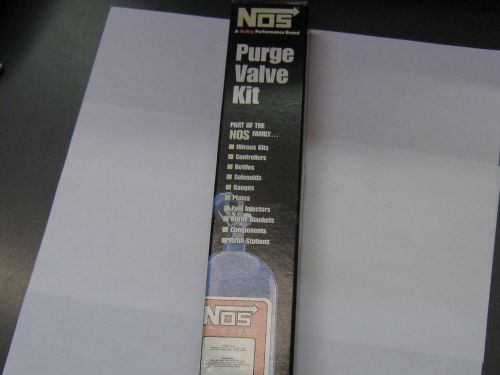 NOS
A Holley Performance Brand
Purge
Valve
Kit
PART OF THE
NOS FAMILY...
Nitrous Kits
Controllers
Bottles
Solenoids
Gauges
Plates
Fuel Injectors
Bottle Blankets
Components
Refill Stations
NOS